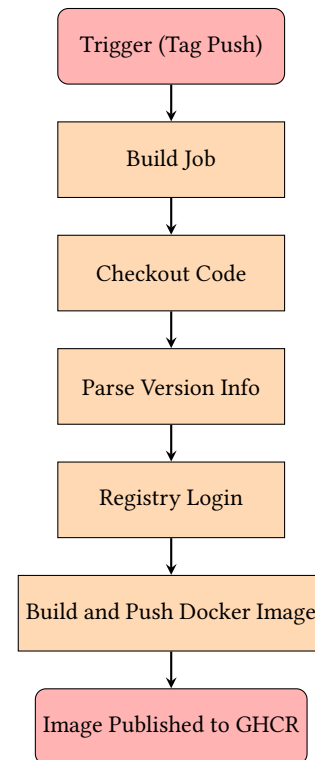 Trigger (Tag Push)
Build Job
Checkout Code
Parse Version Info
Registry Login
Build and Push Docker Image
Image Published to GHCR